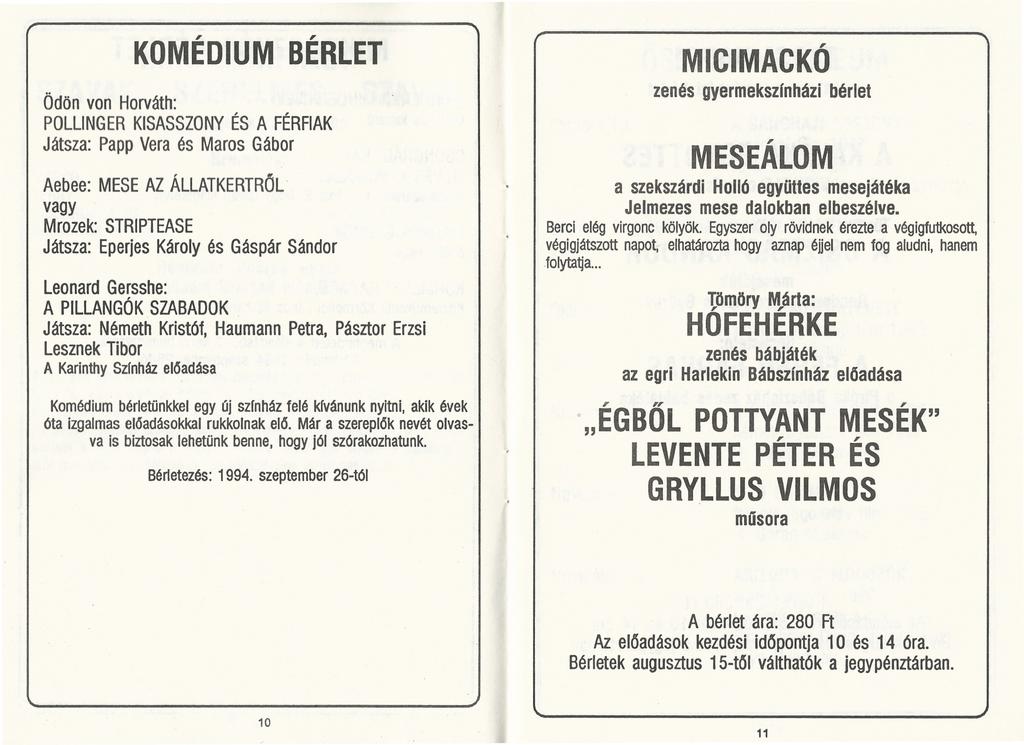 KOMÉDIUM BÉRLET
Ödön von Horváth:
POLLINGER KISASSZONY ÉS A FÉRFIAK
Játsza: Papp Vera és Maros Gábor
Aebee: MESE AZ ÁLLATKERTRŐL
vagy
Mrozek: STRIPTEASE
Játsza: Eperjes Károly és Gáspár Sándor
Leonard Gersshe:
A PILLANGÓK SZABADOK
Játsza: Németh Kristóf, Haumann Petra, Pásztor Erzsi
Lesznek Tibor
A Karinthy Színház előadása
Komédium bérletünkkel egy új színház felé kívánunk nyitni, akik évek
óta izgalmas előadásokkal rukkolnak elő. Már a szereplők nevét olvas-
va is biztosak lehetünk benne, hogy jól szórakozhatunk.
Bérletezés: 1994. szeptember 26-tól
10
MICIMACKÓ
zenés gyermekszínházi bérlet
MESEÁLOM
a szekszárdi Holló együttes mesejátéka
Jelmezes mese dalokban elbeszélve.
Berci elég virgonc kölyök. Egyszer oly rövidnek érezte a végigfutkosott,
végigjátszott napot, elhatározta hogy aznap éjjel nem fog aludni, hanem
folytatja...
Tömöry Márta:
HÓFEHÉRKE
zenés bábjáték
az egri Harlekin Bábszínház előadása
„ÉGBŐL POTTYANT MESÉK”
LEVENTE PÉTER ÉS
GRYLLUS VILMOS
műsora
A bérlet ára: 280 Ft
Az előadások kezdési időpontja 10 és 14 óra.
Bérletek augusztus 15-től válthatók a jegypénztárban.
11